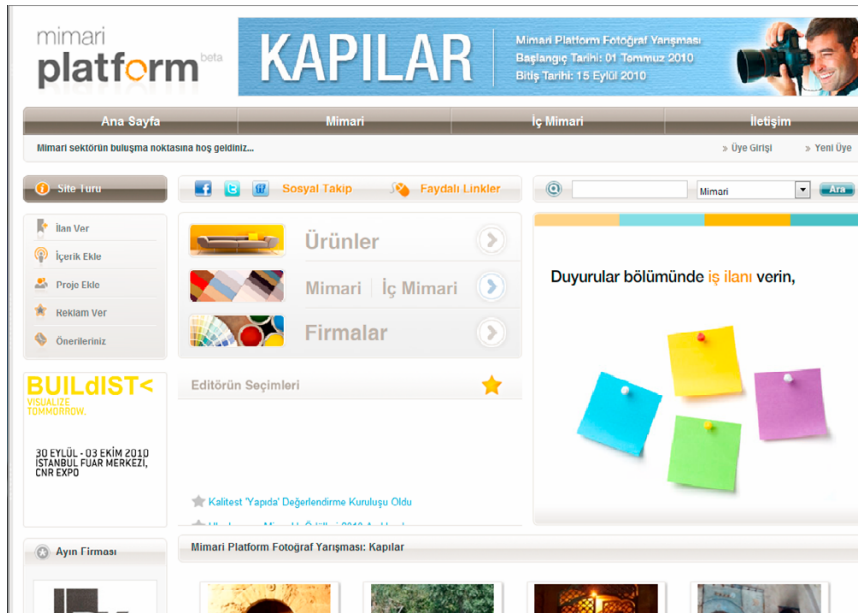 mimari
platform beta
KAPILAR
Mimari Platform Fotoğraf Yarışması
Başlangıç Tarihi: 01 Temmuz 2010
Bitiş Tarihi: 15 Eylül 2010
Ana Sayfa
Mimari
İç Mimari
İletişim
Mimari sektörün buluşma noktasına hoş geldiniz...
» Üye Girişi
» Yeni Üye
Site Turu
Sosyal Takip
Faydalı Linkler
Mimari
Ara
İlan Ver
İçerik Ekle
Proje Ekle
Reklam Ver
Önerileriniz
Ürünler
Mimari | İç Mimari
Firmalar
Duyurular bölümünde iş ilanı verin,
BUILdIST<
VISUALIZE
TOMMORROW.
30 EYLÜL - 03 EKİM 2010
İSTANBUL FUAR MERKEZİ,
CNR EXPO
Editörün Seçimleri
Kalitest 'Yapıda' Değerlendirme Kuruluşu Oldu
Ayın Firması
Mimari Platform Fotoğraf Yarışması: Kapılar